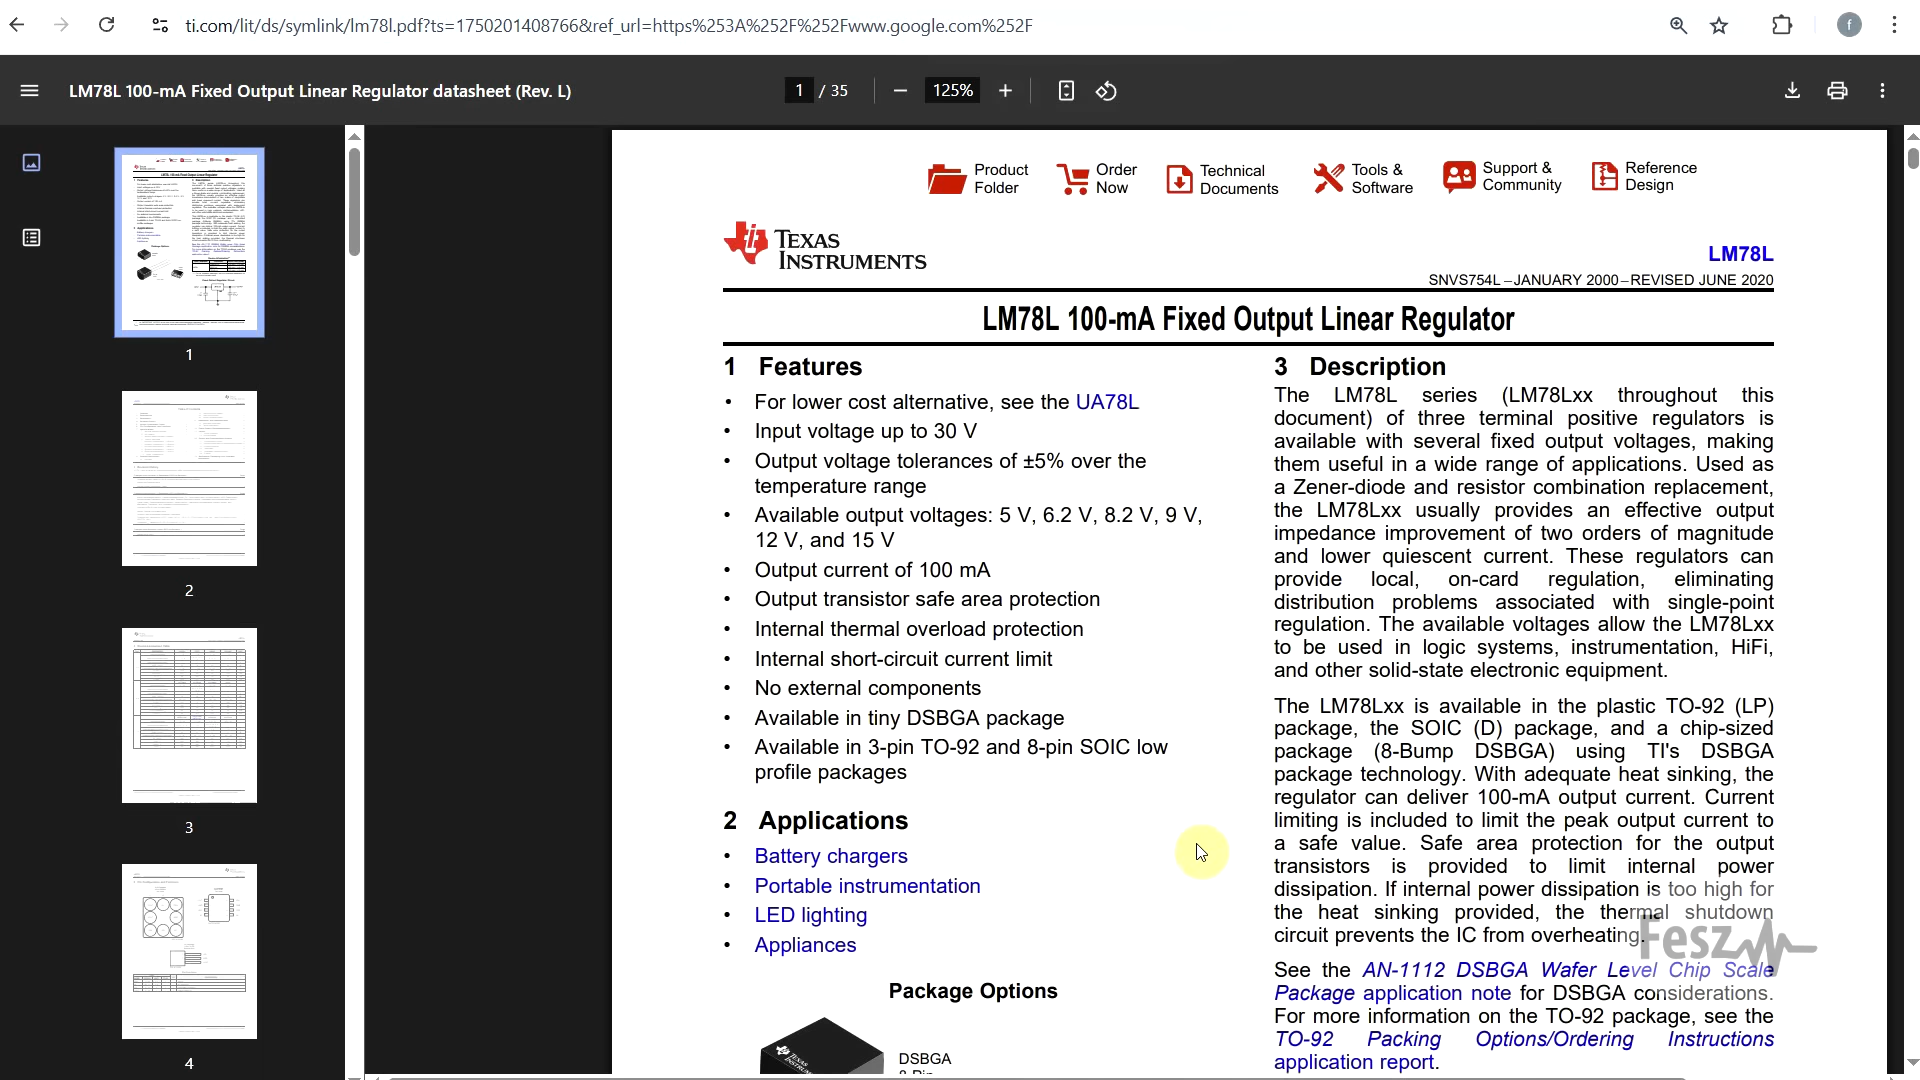 ti.com/lit/ds/symlink/lm78l.pdf?ts=1750201408766&ref_url=https%253A%252F%252Fwww.google.com%252F
f
LM78L 100-mA Fixed Output Linear Regulator datasheet (Rev. L)
1 / 35
125%
1
2
3
4
Product Folder
Order Now
Technical Documents
Tools & Software
Support & Community
Reference Design
TEXAS
INSTRUMENTS
LM78L
SNVS754L –JANUARY 2000–REVISED JUNE 2020
LM78L 100-mA Fixed Output Linear Regulator
1 Features
• For lower cost alternative, see the UA78L
• Input voltage up to 30 V
• Output voltage tolerances of ±5% over the
temperature range
• Available output voltages: 5 V, 6.2 V, 8.2 V, 9 V,
12 V, and 15 V
• Output current of 100 mA
• Output transistor safe area protection
• Internal thermal overload protection
• Internal short-circuit current limit
• No external components
• Available in tiny DSBGA package
• Available in 3-pin TO-92 and 8-pin SOIC low
profile packages
2 Applications
• Battery chargers
• Portable instrumentation
• LED lighting
• Appliances
Package Options
TEXAS
DSBGA
3 Description
The LM78L series (LM78Lxx throughout this
document) of three terminal positive regulators is
available with several fixed output voltages, making
them useful in a wide range of applications. Used as
a Zener-diode and resistor combination replacement,
the LM78Lxx usually provides an effective output
impedance improvement of two orders of magnitude
and lower quiescent current. These regulators can
provide local, on-card regulation, eliminating
distribution problems associated with single-point
regulation. The available voltages allow the LM78Lxx
to be used in logic systems, instrumentation, HiFi,
and other solid-state electronic equipment.
The LM78Lxx is available in the plastic TO-92 (LP)
package, the SOIC (D) package, and a chip-sized
package (8-Bump DSBGA) using TI's DSBGA
package technology. With adequate heat sinking, the
regulator can deliver 100-mA output current. Current
limiting is included to limit the peak output current to
a safe value. Safe area protection for the output
transistors is provided to limit internal power
dissipation. If internal power dissipation is too high for
the heat sinking provided, the thermal shutdown
circuit prevents the IC from overheating.
See the AN-1112 DSBGA Wafer Level Chip Scale
Package application note for DSBGA considerations.
For more information on the TO-92 package, see the
TO-92 Packing Options/Ordering Instructions
application report.
Fesz